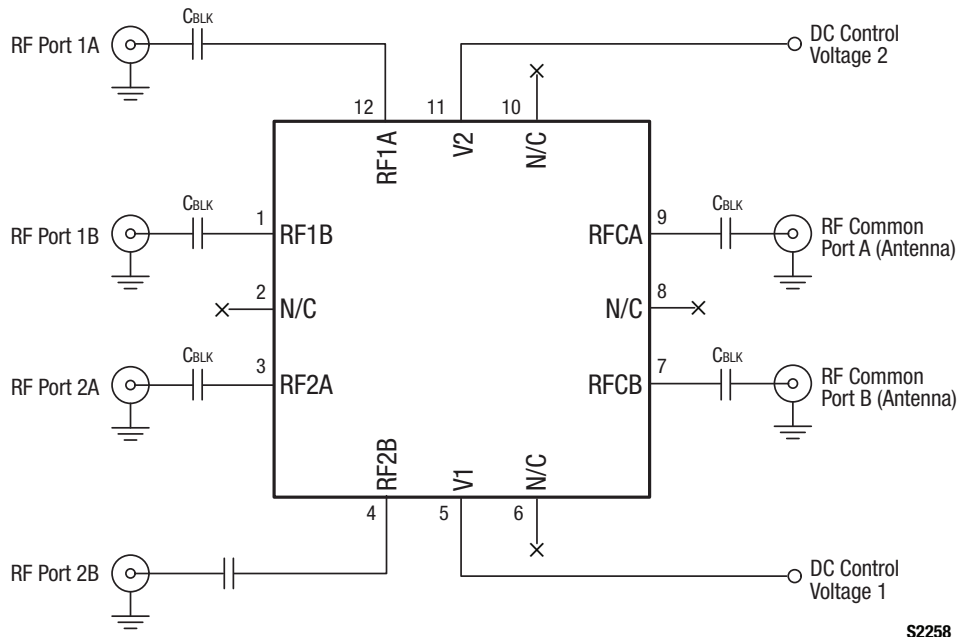 CBLK
RF Port 1A
DC Control
Voltage 2
12
11
10
RF1A
V2
N/C
CBLK
RF Port 1B
1
RF1B
RFCA
9
CBLK
RF Common
Port A (Antenna)
2
N/C
N/C
8
CBLK
RF Port 2A
3
RF2A
RFCB
7
CBLK
RF Common
Port B (Antenna)
RF2B
V1
N/C
4
5
6
RF Port 2B
DC Control
Voltage 1
S2258